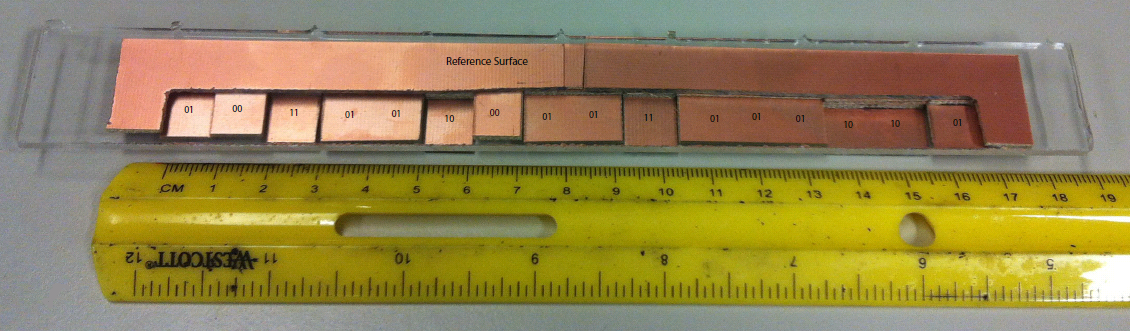 Reference Surface
01 00 11 01 01 10 00 01 01 11 01 01 01 10 10 01
CM 1 2 3 4 5 6 7 8 9 10 11 12 13 14 15 16 17 18 19
12 WESTCOTT® 11 10 9 8 7 6 5